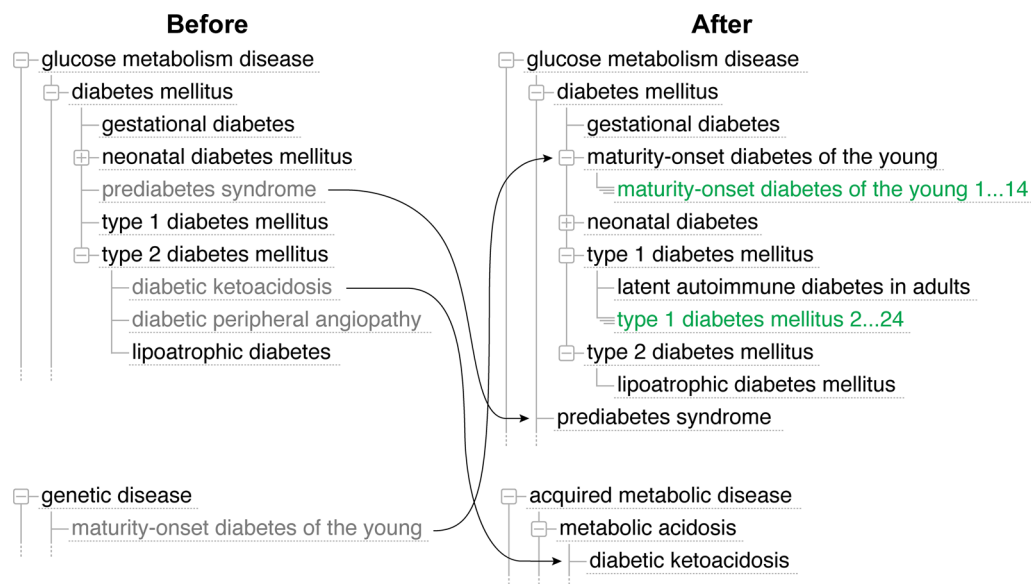 Before
glucose metabolism disease
diabetes mellitus
gestational diabetes
neonatal diabetes mellitus
prediabetes syndrome
type 1 diabetes mellitus
type 2 diabetes mellitus
diabetic ketoacidosis
diabetic peripheral angiopathy
lipoatrophic diabetes
genetic disease
maturity-onset diabetes of the young
After
glucose metabolism disease
diabetes mellitus
gestational diabetes
maturity-onset diabetes of the young
maturity-onset diabetes of the young 1...14
neonatal diabetes
type 1 diabetes mellitus
latent autoimmune diabetes in adults
type 1 diabetes mellitus 2...24
type 2 diabetes mellitus
lipoatrophic diabetes mellitus
prediabetes syndrome
acquired metabolic disease
metabolic acidosis
diabetic ketoacidosis